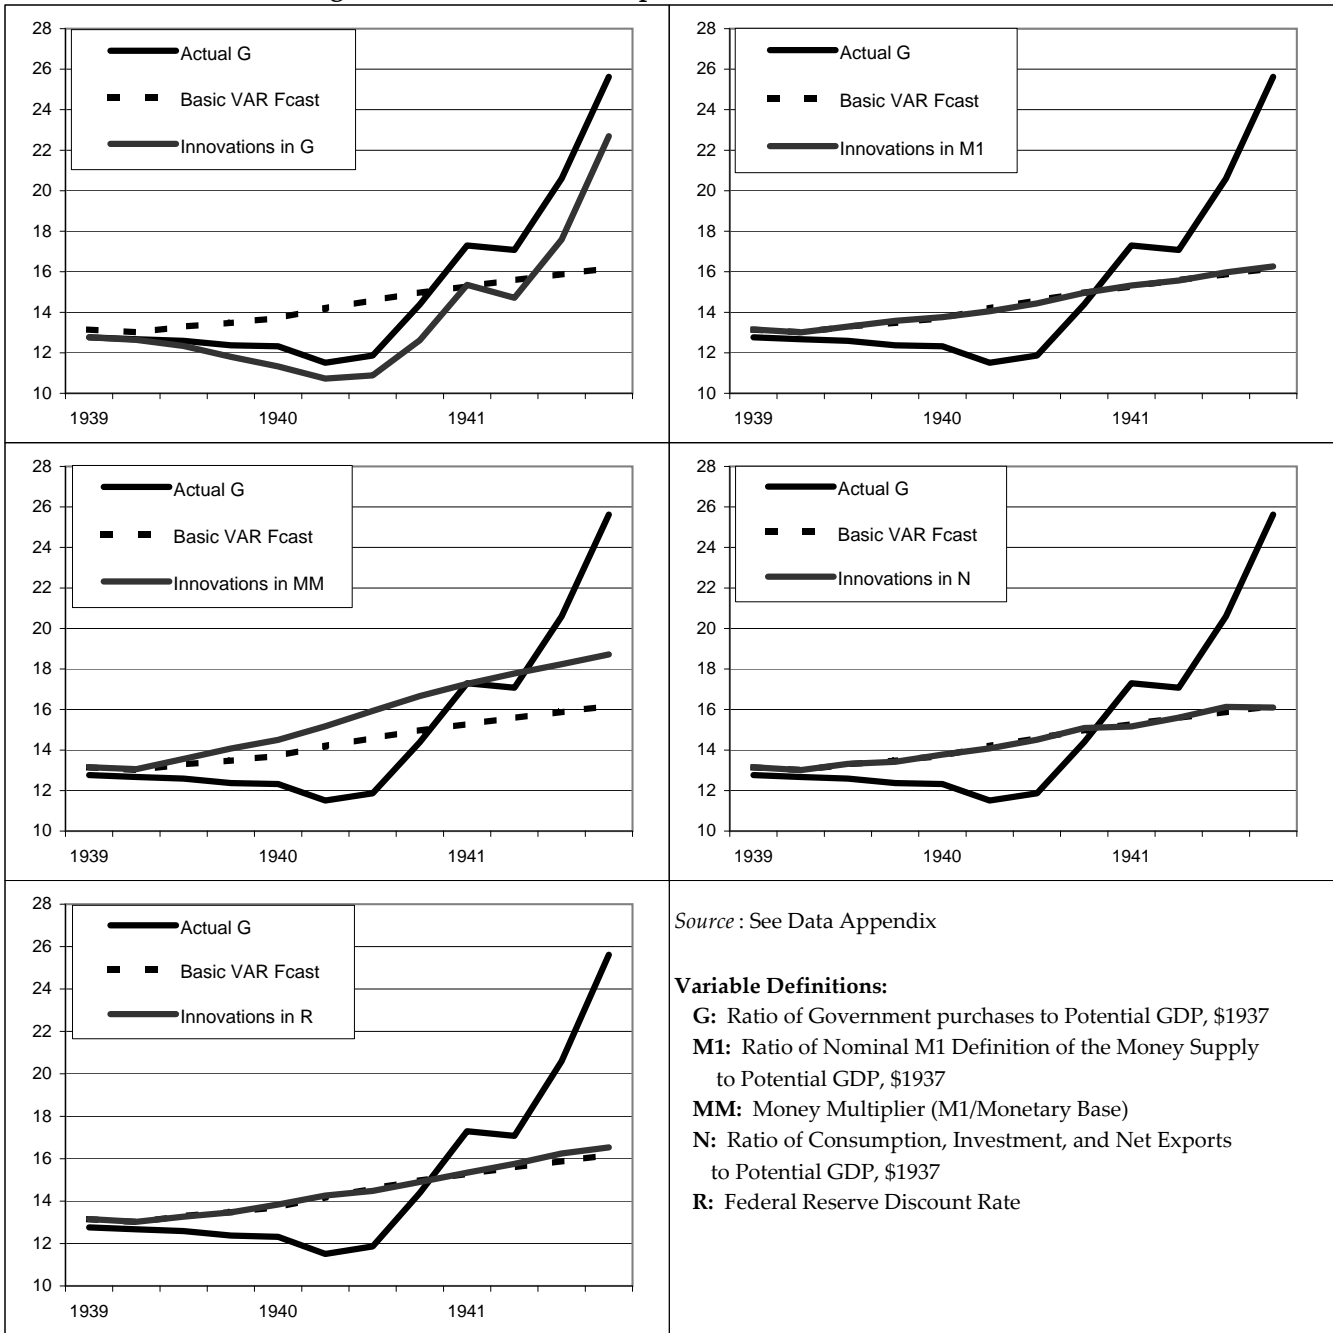 28
26
24
22
20
18
16
14
12
10
Actual G
Basic VAR Fcast
Innovations in G
1939
1940
1941
28
26
24
22
20
18
16
14
12
10
Actual G
Basic VAR Fcast
Innovations in M1
1939
1940
1941
28
26
24
22
20
18
16
14
12
10
Actual G
Basic VAR Fcast
Innovations in MM
1939
1940
1941
28
26
24
22
20
18
16
14
12
10
Actual G
Basic VAR Fcast
Innovations in N
1939
1940
1941
28
26
24
22
20
18
16
14
12
10
Actual G
Basic VAR Fcast
Innovations in R
1939
1940
1941
Source : See Data Appendix
Variable Definitions:
G: Ratio of Government purchases to Potential GDP, $1937
M1: Ratio of Nominal M1 Definition of the Money Supply
to Potential GDP, $1937
MM: Money Multiplier (M1/Monetary Base)
N: Ratio of Consumption, Investment, and Net Exports
to Potential GDP, $1937
R: Federal Reserve Discount Rate